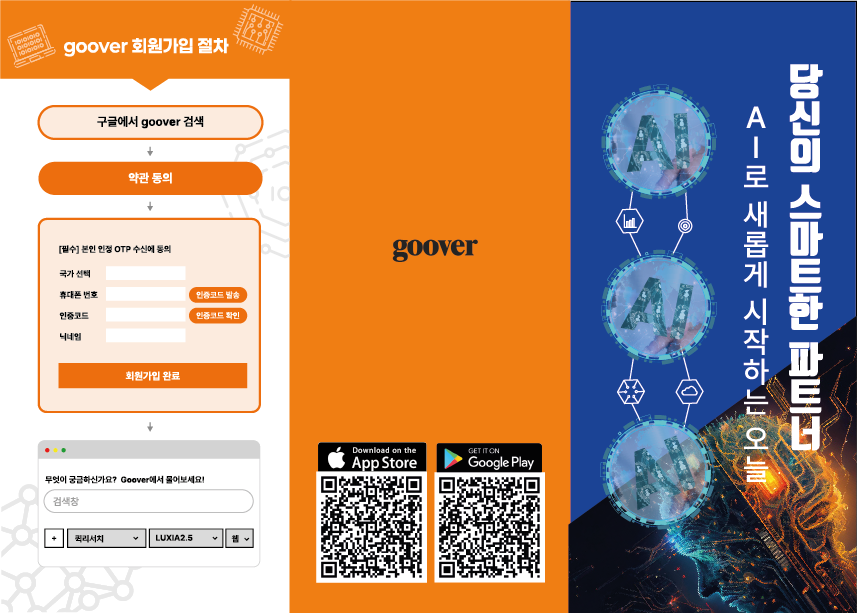 goover 회원가입 절차
구글에서 goover 검색
약관 동의
[필수] 본인 인정 OTP 수신에 동의
국가 선택
휴대폰 번호
인증코드 발송
인증코드
인증코드 확인
닉네임
회원가입 완료
무엇이 궁금하신가요? Goover에서 물어보세요!
검색창
+
퀵리서치
LUXIA2.5
웹
goover
Download on the
App Store
GET IT ON
Google Play
당신의 스마트한 파트너
AI로 새롭게 시작하는 오늘
AI
AI
AI